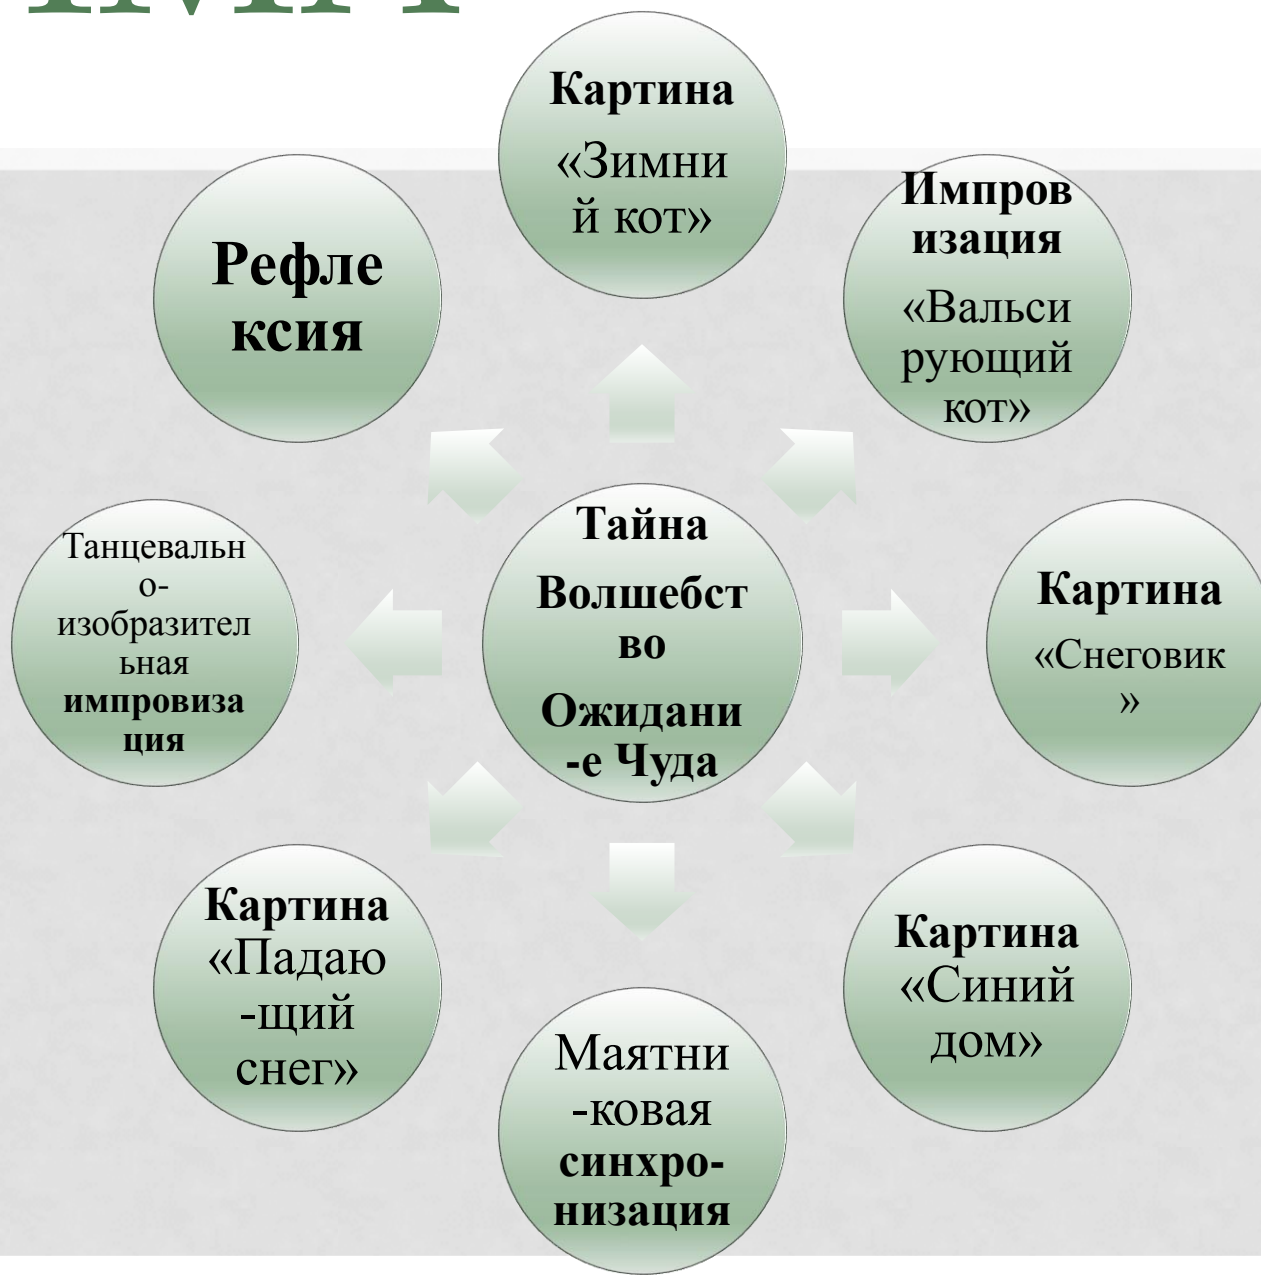 Картина
«Зимни
й кот»
Импров
изация
«Вальси
рующий
кот»
Картина
«Снеговик
»
Картина
«Синий
дом»
Маятни
-ковая
синхро-
низация
Картина
«Падаю
-щий
снег»
Танцевальн
о-
изобразител
ьная
импровиза
ция
Рефле
ксия
Тайна
Волшебст
во
Ожидани
-е Чуда